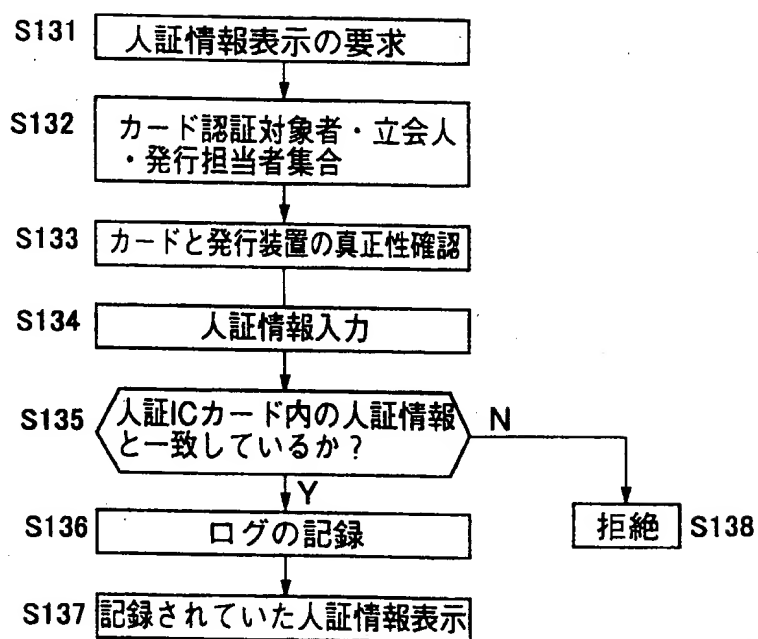 S131 人証情報表示の要求
S132 カード認証対象者・立会人
・発行担当者集合
S133 カードと発行装置の真正性確認
S134 人証情報入力
S135 人証ICカード内の人証情報
と一致しているか?
N
Y
S136 ログの記録
拒絶 S138
S137 記録されていた人証情報表示